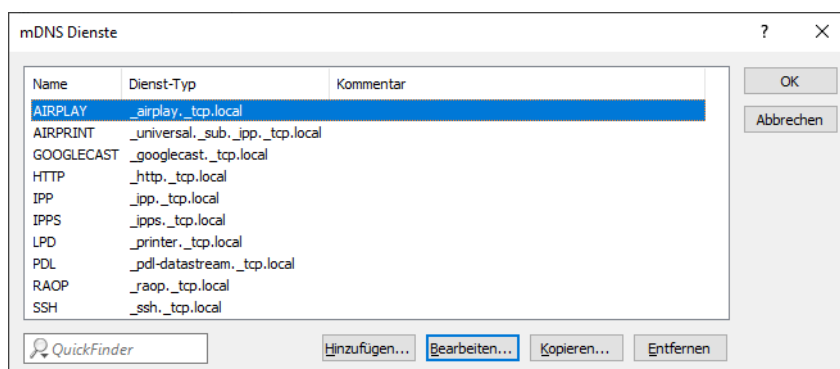 mDNS Dienste
?
Name Dienst-Typ Kommentar
OK
AIRPLAY _airplay._tcp.local
Abbrechen
AIRPRINT _universal._sub._ipp._tcp.local
GOOGLECAST _googlecast._tcp.local
HTTP _http._tcp.local
IPP _ipp._tcp.local
IPPS _ipps._tcp.local
LPD _printer._tcp.local
PDL _pdl-datastream._tcp.local
RAOP _raop._tcp.local
SSH _ssh._tcp.local
QuickFinder Hinzufügen... Bearbeiten... Kopieren... Entfernen